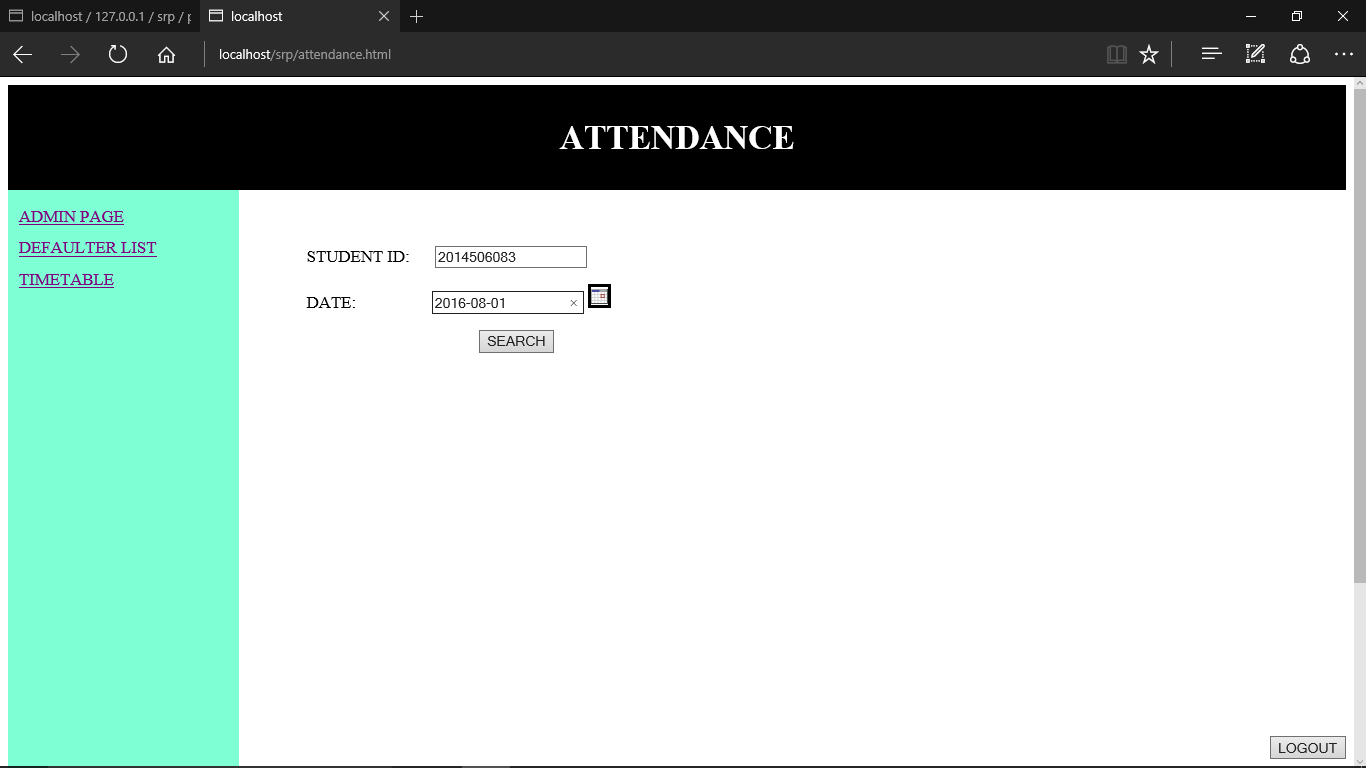 localhost / 127.0.0.1 / srp / p
localhost
localhost/srp/attendance.html
ATTENDANCE
ADMIN PAGE
DEFAULTER LIST
TIMETABLE
STUDENT ID: 2014506083
DATE: 2016-08-01
SEARCH
LOGOUT